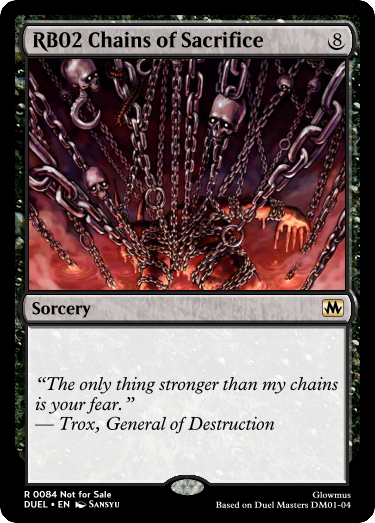 RB02 Chains of Sacrifice 8
Sorcery
“The only thing stronger than my chains
is your fear.”
— Trox, General of Destruction
R 0084 Not for Sale
DUEL • EN SANSYU
Glowmus
Based on Duel Masters DM01-04